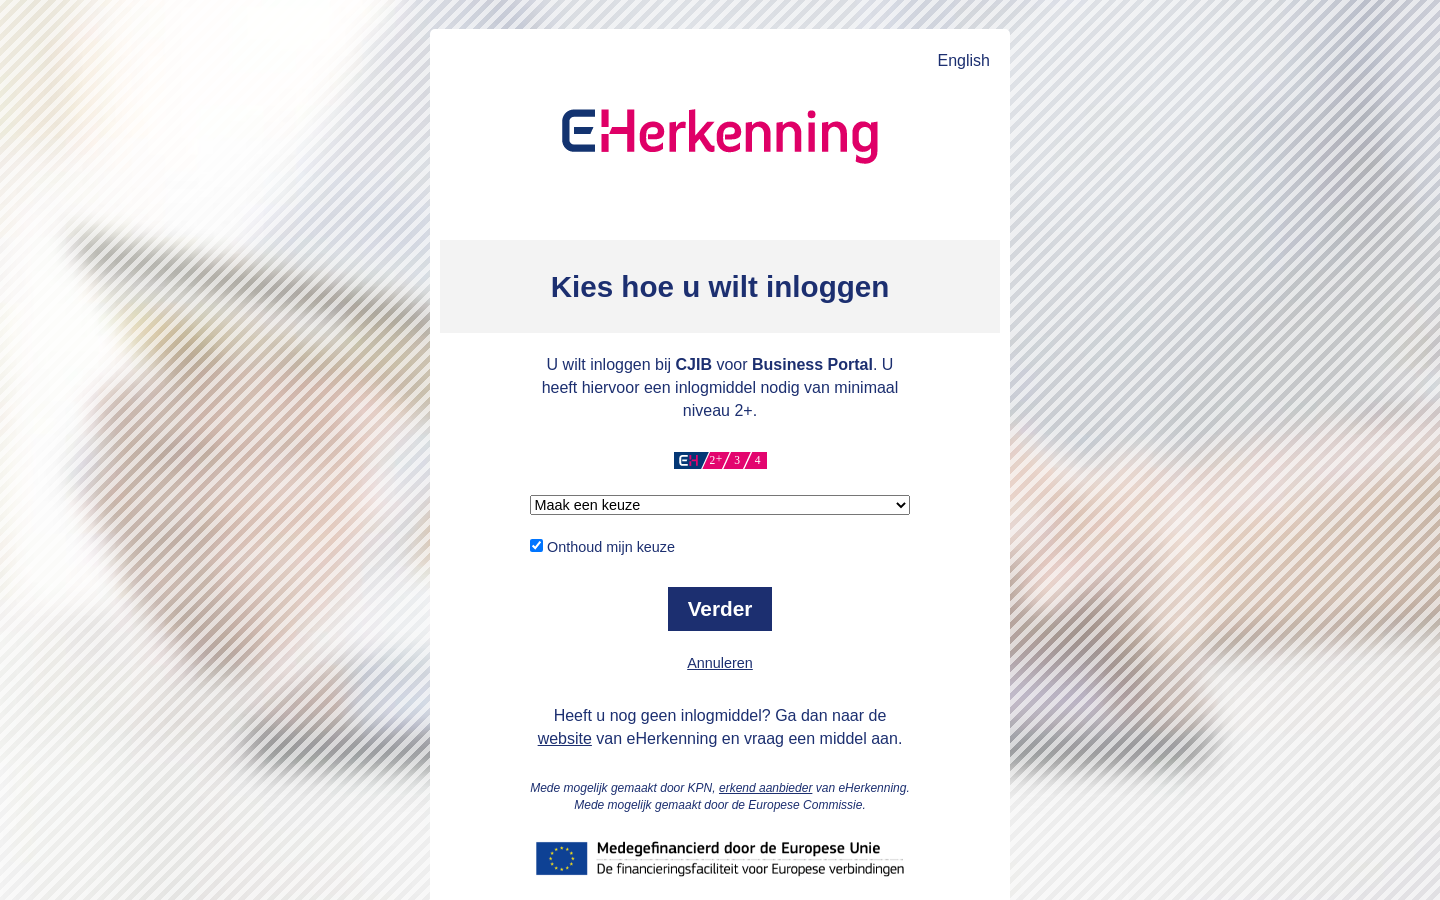 English
eHerkenning
Kies hoe u wilt inloggen
U wilt inloggen bij CJIB voor Business Portal. U
heeft hiervoor een inlogmiddel nodig van minimaal
niveau 2+.
eH 2+ 3 4
Maak een keuze
Onthoud mijn keuze
Verder
Annuleren
Heeft u nog geen inlogmiddel? Ga dan naar de
website van eHerkenning en vraag een middel aan.
Mede mogelijk gemaakt door KPN, erkend aanbieder van eHerkenning.
Mede mogelijk gemaakt door de Europese Commissie.
Medegefinancierd door de Europese Unie
De financieringsfaciliteit voor Europese verbindingen